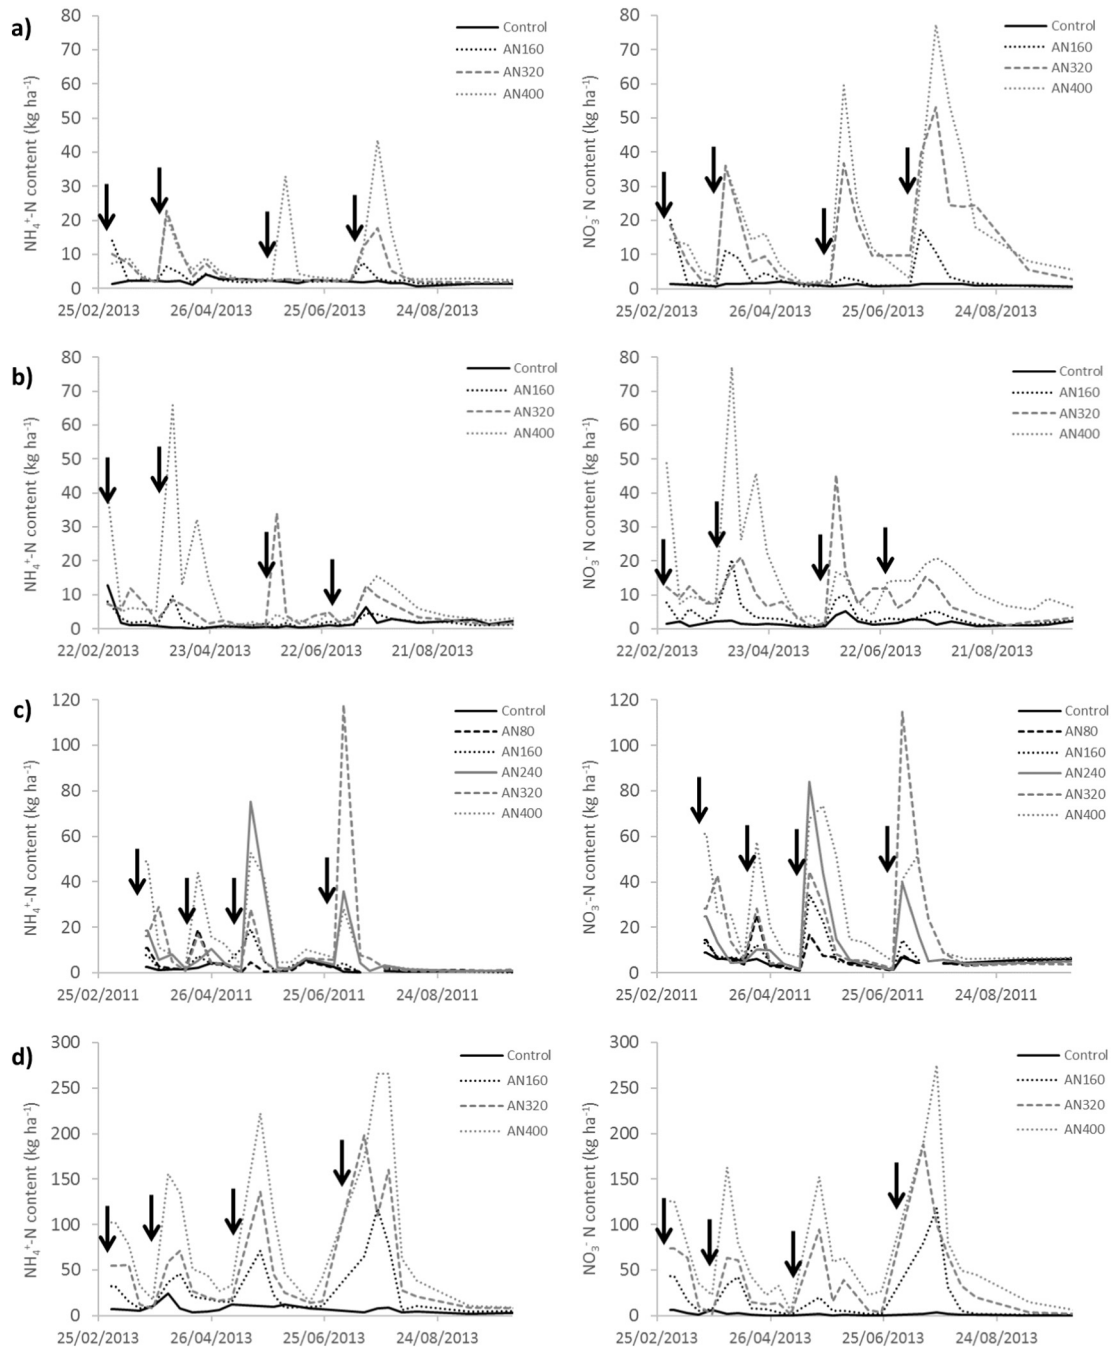 a)
NH₄⁺-N content (kg ha⁻¹)
80
70
60
50
40
30
20
10
0
25/02/2013 26/04/2013 25/06/2013 24/08/2013
Control
AN160
AN320
AN400
NO₃⁻ N content (kg ha⁻¹)
80
70
60
50
40
30
20
10
0
25/02/2013 26/04/2013 25/06/2013 24/08/2013
Control
AN160
AN320
AN400
b)
NH₄⁺-N content (kg ha⁻¹)
80
70
60
50
40
30
20
10
0
22/02/2013 23/04/2013 22/06/2013 21/08/2013
Control
AN160
AN320
AN400
NO₃⁻ N content (kg ha⁻¹)
80
70
60
50
40
30
20
10
0
22/02/2013 23/04/2013 22/06/2013 21/08/2013
Control
AN160
AN320
AN400
c)
NH₄⁺-N content (kg ha⁻¹)
120
100
80
60
40
20
0
25/02/2011 26/04/2011 25/06/2011 24/08/2011
Control
AN80
AN160
AN240
AN320
AN400
NO₃⁻-N content (kg ha⁻¹)
120
100
80
60
40
20
0
25/02/2011 26/04/2011 25/06/2011 24/08/2011
Control
AN80
AN160
AN240
AN320
AN400
d)
NH₄⁺-N content (kg ha⁻¹)
300
250
200
150
100
50
0
25/02/2013 26/04/2013 25/06/2013 24/08/2013
Control
AN160
AN320
AN400
NO₃⁻ N content (kg ha⁻¹)
300
250
200
150
100
50
0
25/02/2013 26/04/2013 25/06/2013 24/08/2013
Control
AN160
AN320
AN400